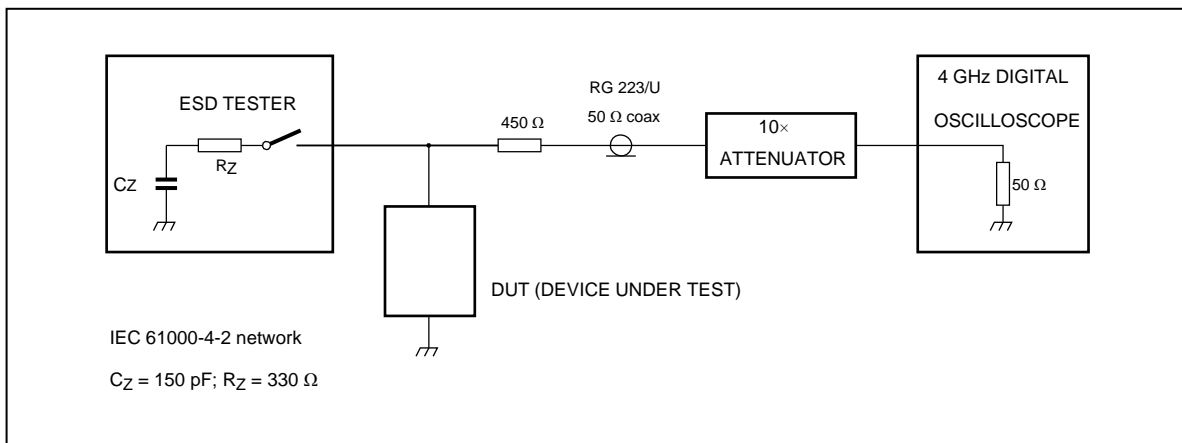 ESD TESTER
RZ
CZ
450 Ω
RG 223/U
50 Ω coax
10×
ATTENUATOR
4 GHz DIGITAL
OSCILLOSCOPE
50 Ω
DUT (DEVICE UNDER TEST)
IEC 61000-4-2 network
CZ = 150 pF; RZ = 330 Ω